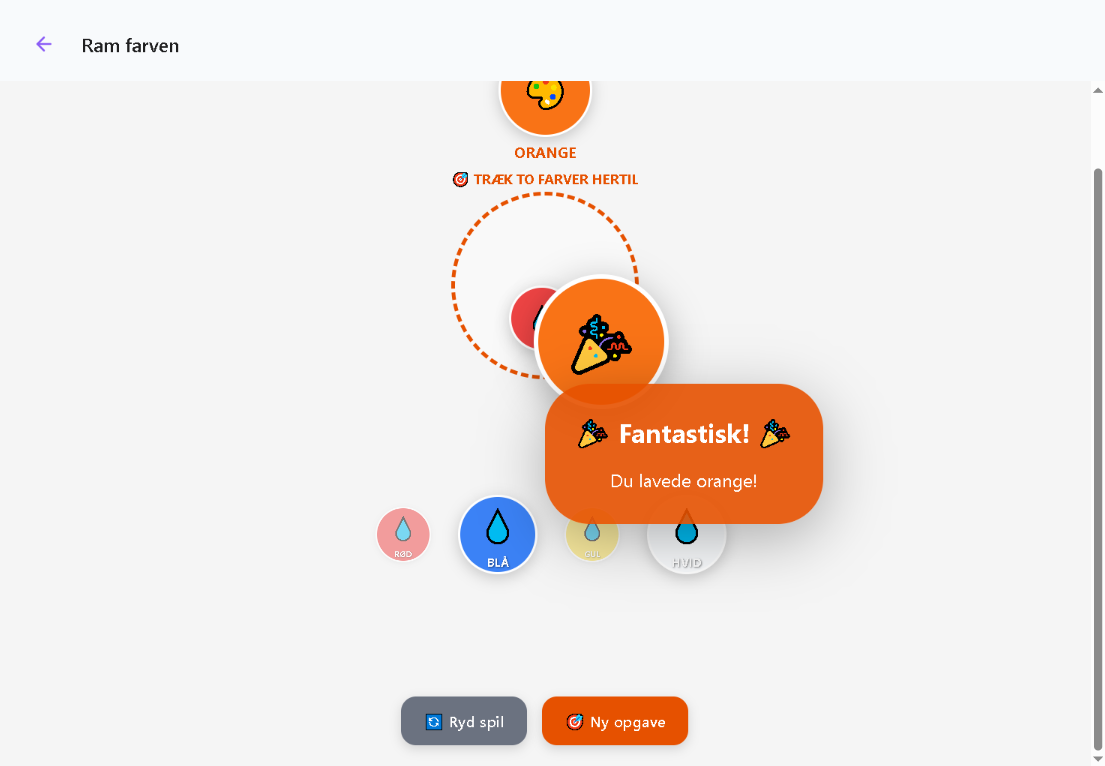 Ram farven
ORANGE
TRÆK TO FARVER HERTIL
Fantastisk!
Du lavede orange!
RØD
BLÅ
GUL
HVID
Ryd spil
Ny opgave